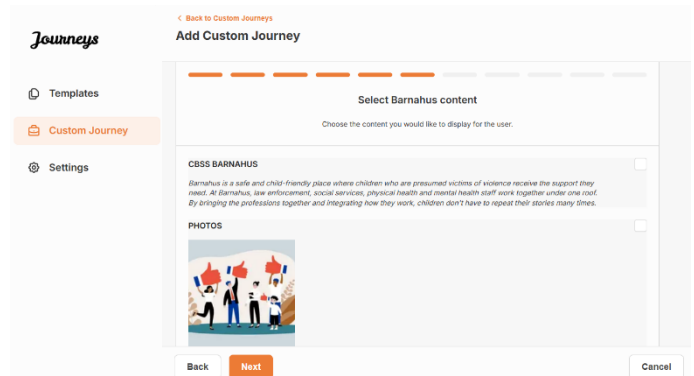 Journeys
Templates
Custom Journey
Settings
< Back to Custom Journeys
Add Custom Journey
Select Barnahus content
Choose the content you would like to display for the user.
CBSS BARNAHUS
Barnahus is a safe and child-friendly place where children who are presumed victims of violence receive the support they
need. At Barnahus, law enforcement, social services, physical health and mental health staff work together under one roof.
By bringing the professions together and integrating how they work, children don't have to repeat their stories many times.
PHOTOS
Back
Next
Cancel